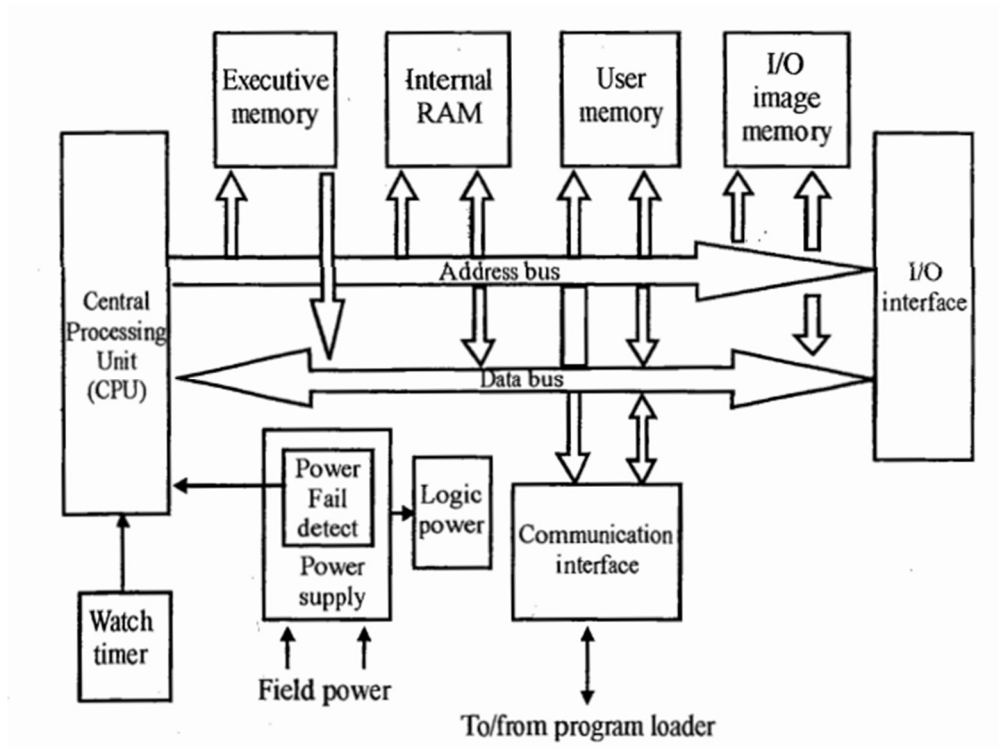 Executive
memory
Internal
RAM
User
memory
I/O
image
memory
Address bus
I/O
interface
Central
Processing
Unit
(CPU)
Data bus
Power
Fail
detect
Power
supply
Logic
power
Communication
interface
Watch
timer
Field power
To/from program loader